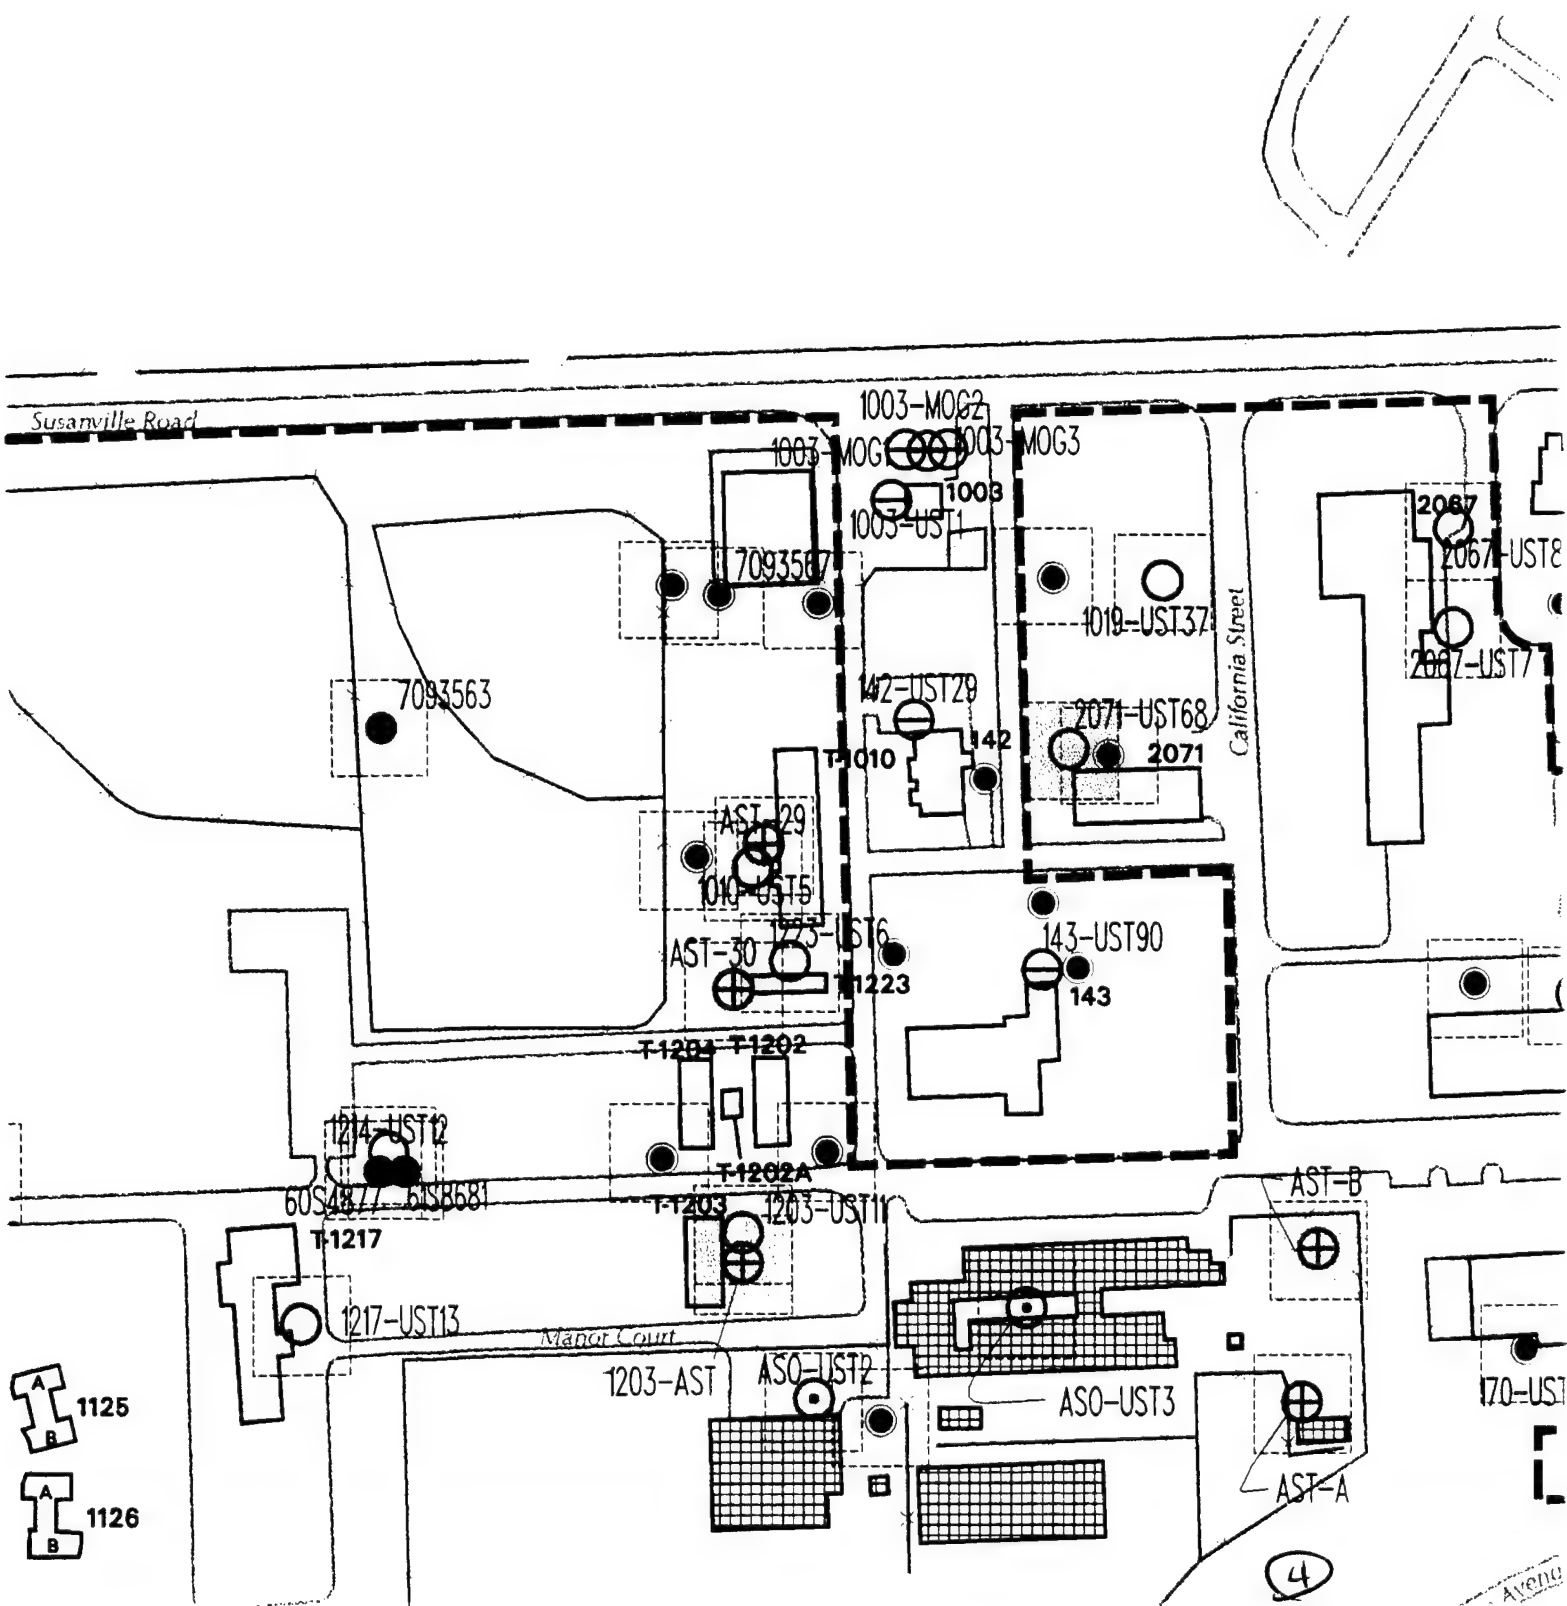 Susanville Road
1003-MOG2
1003-MOG1
1003-MOG3
1003
1003-UST1
2067
2067-UST8
7093567
1019-UST37
California Street
2067-UST7
7093563
142-UST29
2071-UST68
142
T-1010
2071
AST-29
1010-UST5
1223-UST6
143-UST90
AST-30
T-1223
143
T-1204
T-1202
1214-UST12
T-1202A
AST-B
60S4877
61S8681
T-1203
1203-UST11
T-1217
1217-UST13
Manor Court
1203-AST
ASO-UST2
ASO-UST3
170-UST
A
1125
B
AST-A
A
1126
B
4
Avenu